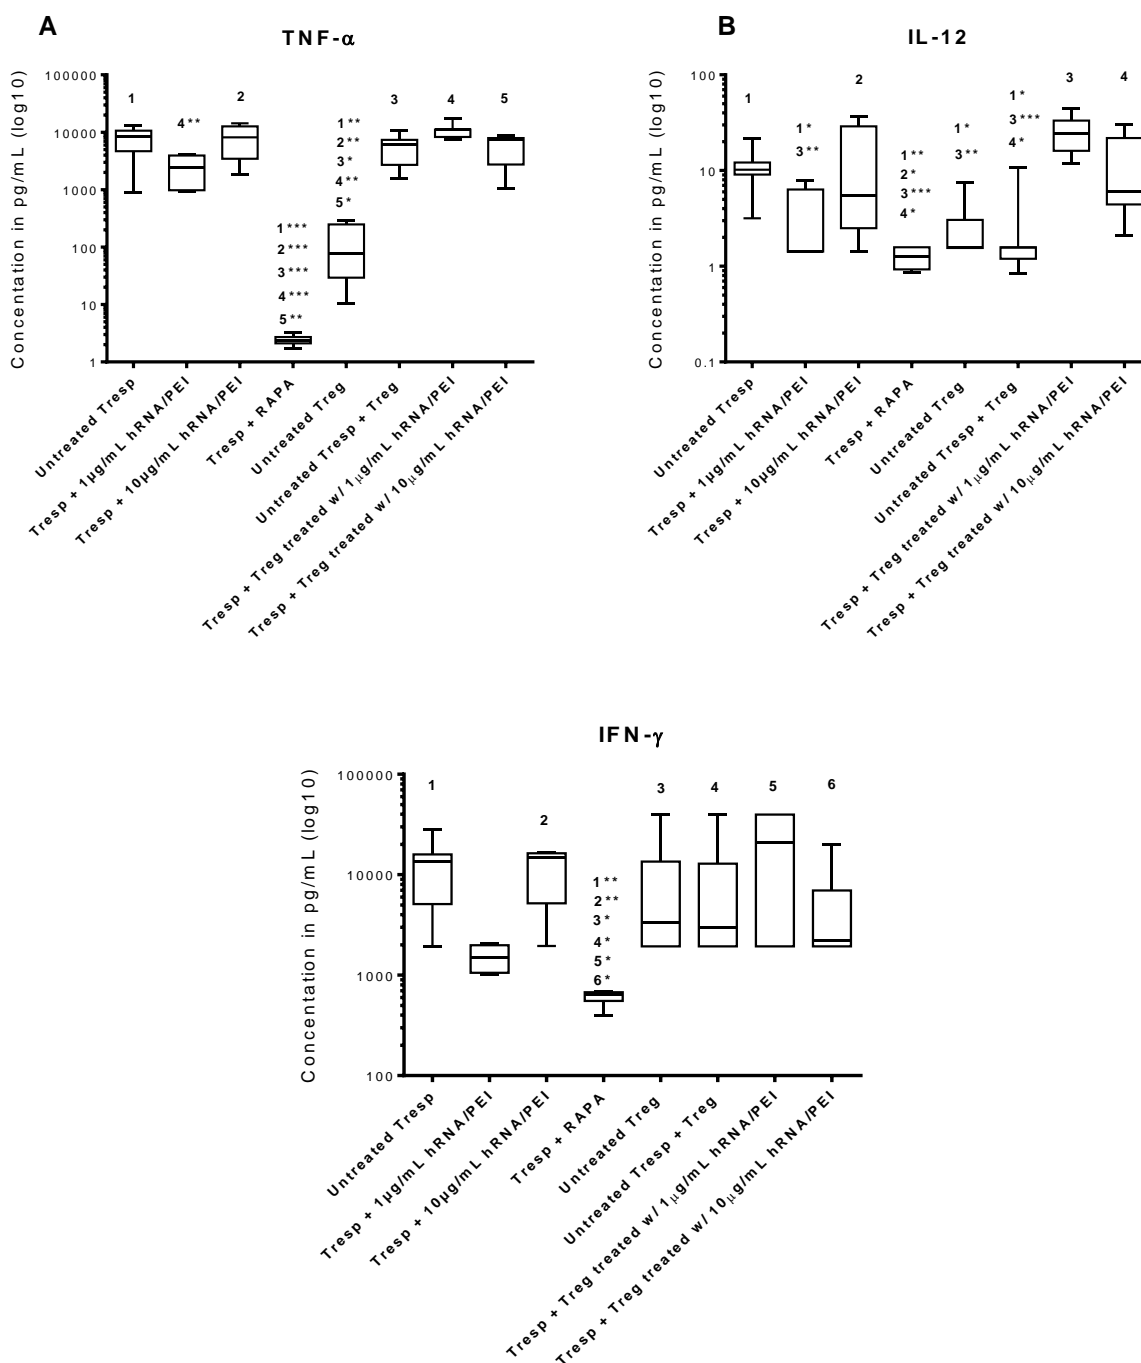 A
TNF-α
Concentation in pg/mL (log10)
100000
10000
1000
100
10
1
1
4**
2
1***
2***
3***
4***
5**
1**
2**
3*
4**
5*
3
4
5
Untreated Tresp
Tresp + 1µg/mL hRNA/PEI
Tresp + 10µg/mL hRNA/PEI
Tresp + RAPA
Untreated Treg
Untreated Tresp + Treg
Tresp + Treg treated w/ 1µg/mL hRNA/PEI
Tresp + Treg treated w/ 10µg/mL hRNA/PEI
B
IL-12
Concentation in pg/mL (log10)
100
10
1
0.1
1
1*
3**
2
1**
2*
3***
4*
1*
3**
1*
3***
4*
3
4
Untreated Tresp
Tresp + 1µg/mL hRNA/PEI
Tresp + 10µg/mL hRNA/PEI
Tresp + RAPA
Untreated Treg
Untreated Tresp + Treg
Tresp + Treg treated w/ 1µg/mL hRNA/PEI
Tresp + Treg treated w/ 10µg/mL hRNA/PEI
IFN-γ
Concentation in pg/mL (log10)
100000
10000
1000
100
1
2
1**
2**
3*
4*
5*
6*
3
4
5
6
Untreated Tresp
Tresp + 1µg/mL hRNA/PEI
Tresp + 10µg/mL hRNA/PEI
Tresp + RAPA
Untreated Treg
Untreated Tresp + Treg
Tresp + Treg treated w/ 1µg/mL hRNA/PEI
Tresp + Treg treated w/ 10µg/mL hRNA/PEI